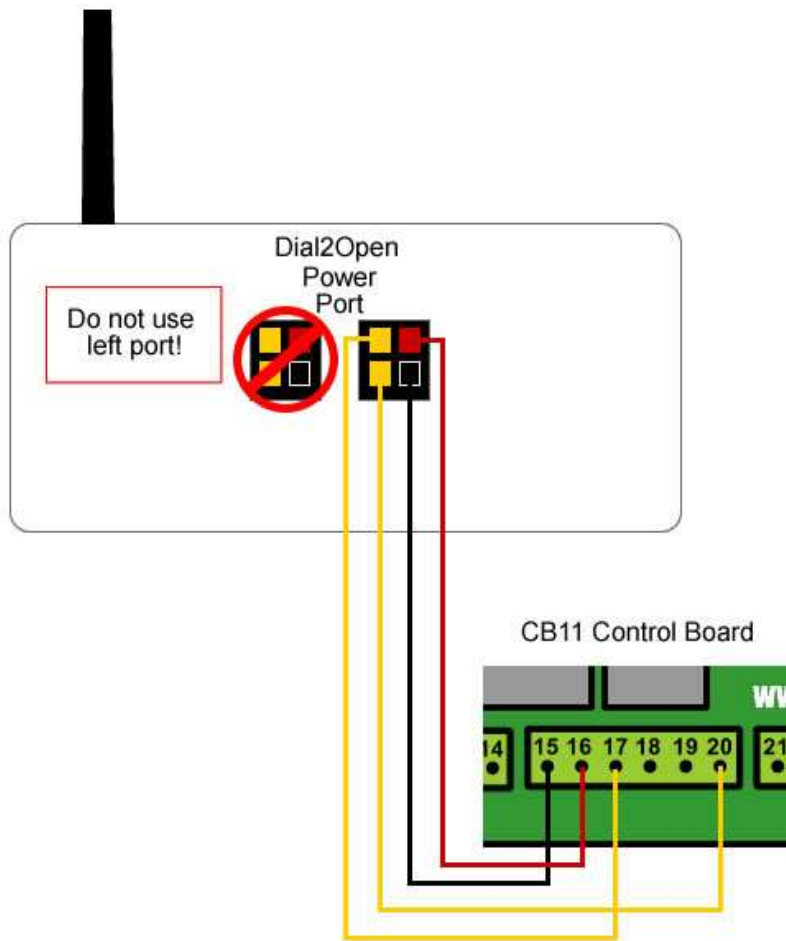 Dial2Open
Power
Port
Do not use
left port!
CB11 Control Board
14 15 16 17 18 19 20 21